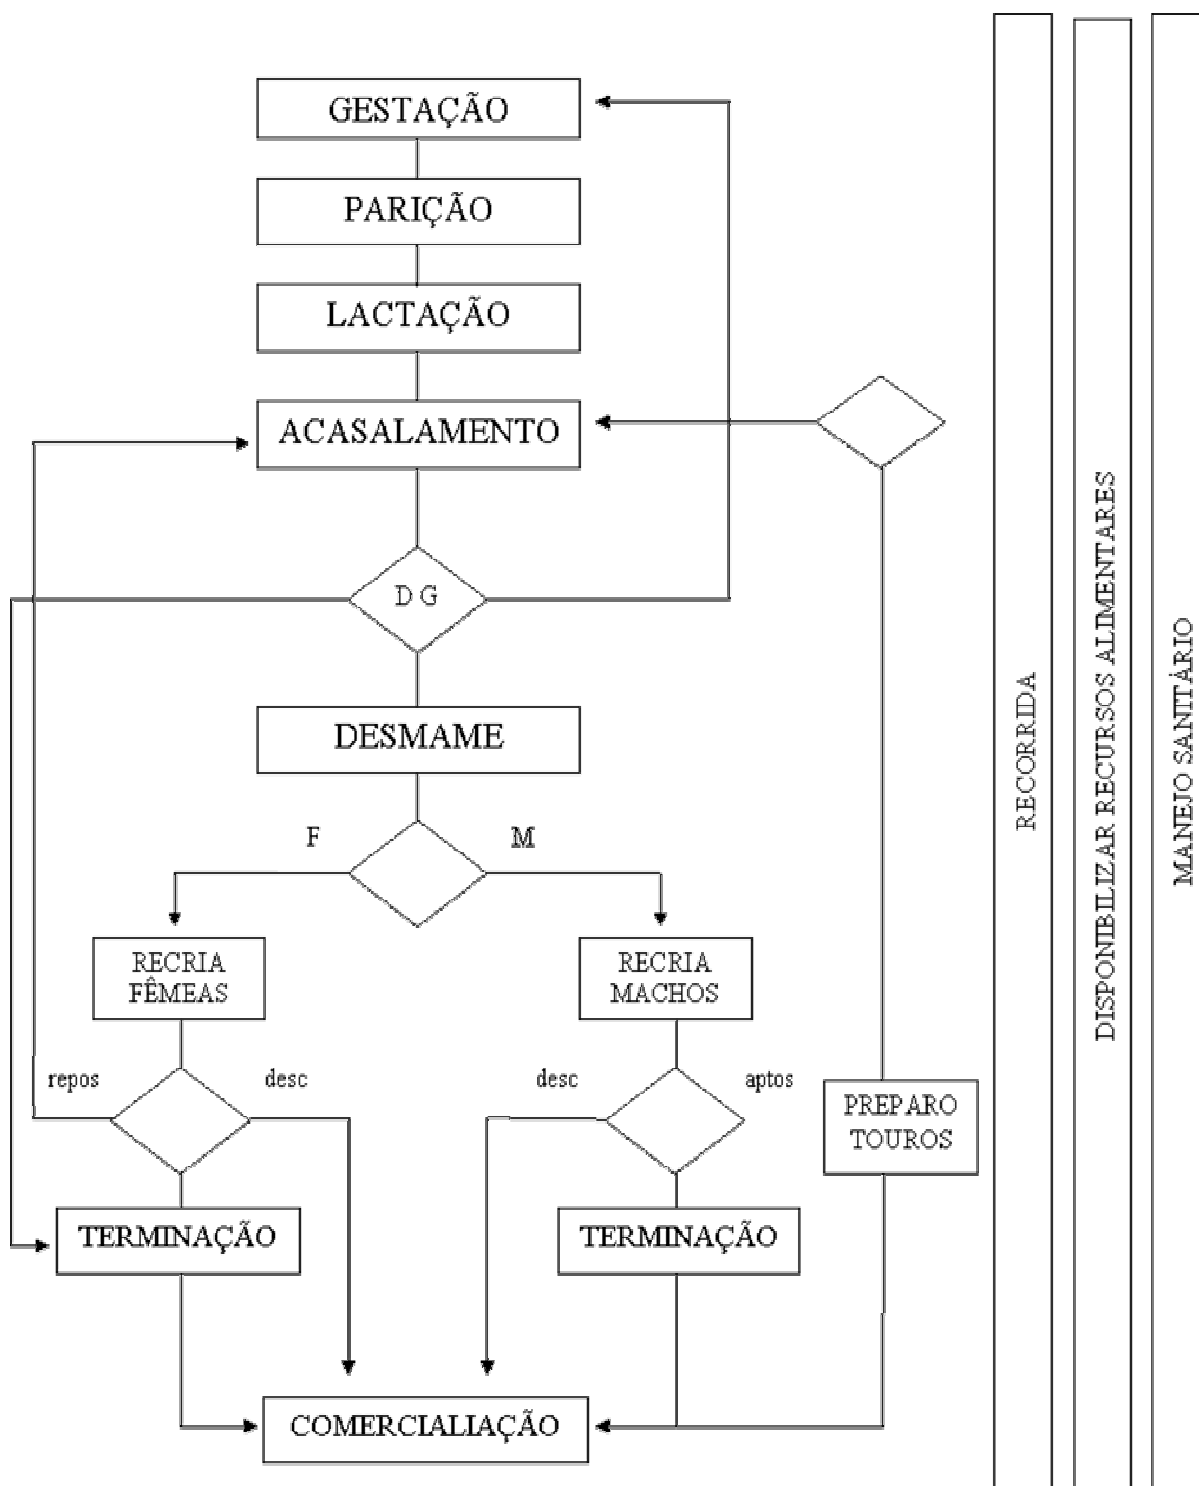 GESTAÇÃO
PARIÇÃO
LACTAÇÃO
ACASALAMENTO
D G
DESMAME
F
M
RECRIA
FÊMEAS
RECRIA
MACHOS
repos
desc
desc
aptos
PREPARO
TOUROS
TERMINAÇÃO
TERMINAÇÃO
COMERCIALIAÇÃO
RECORRIDA
DISPONIBILIZAR RECURSOS ALIMENTARES
MANEJO SANITÁRIO